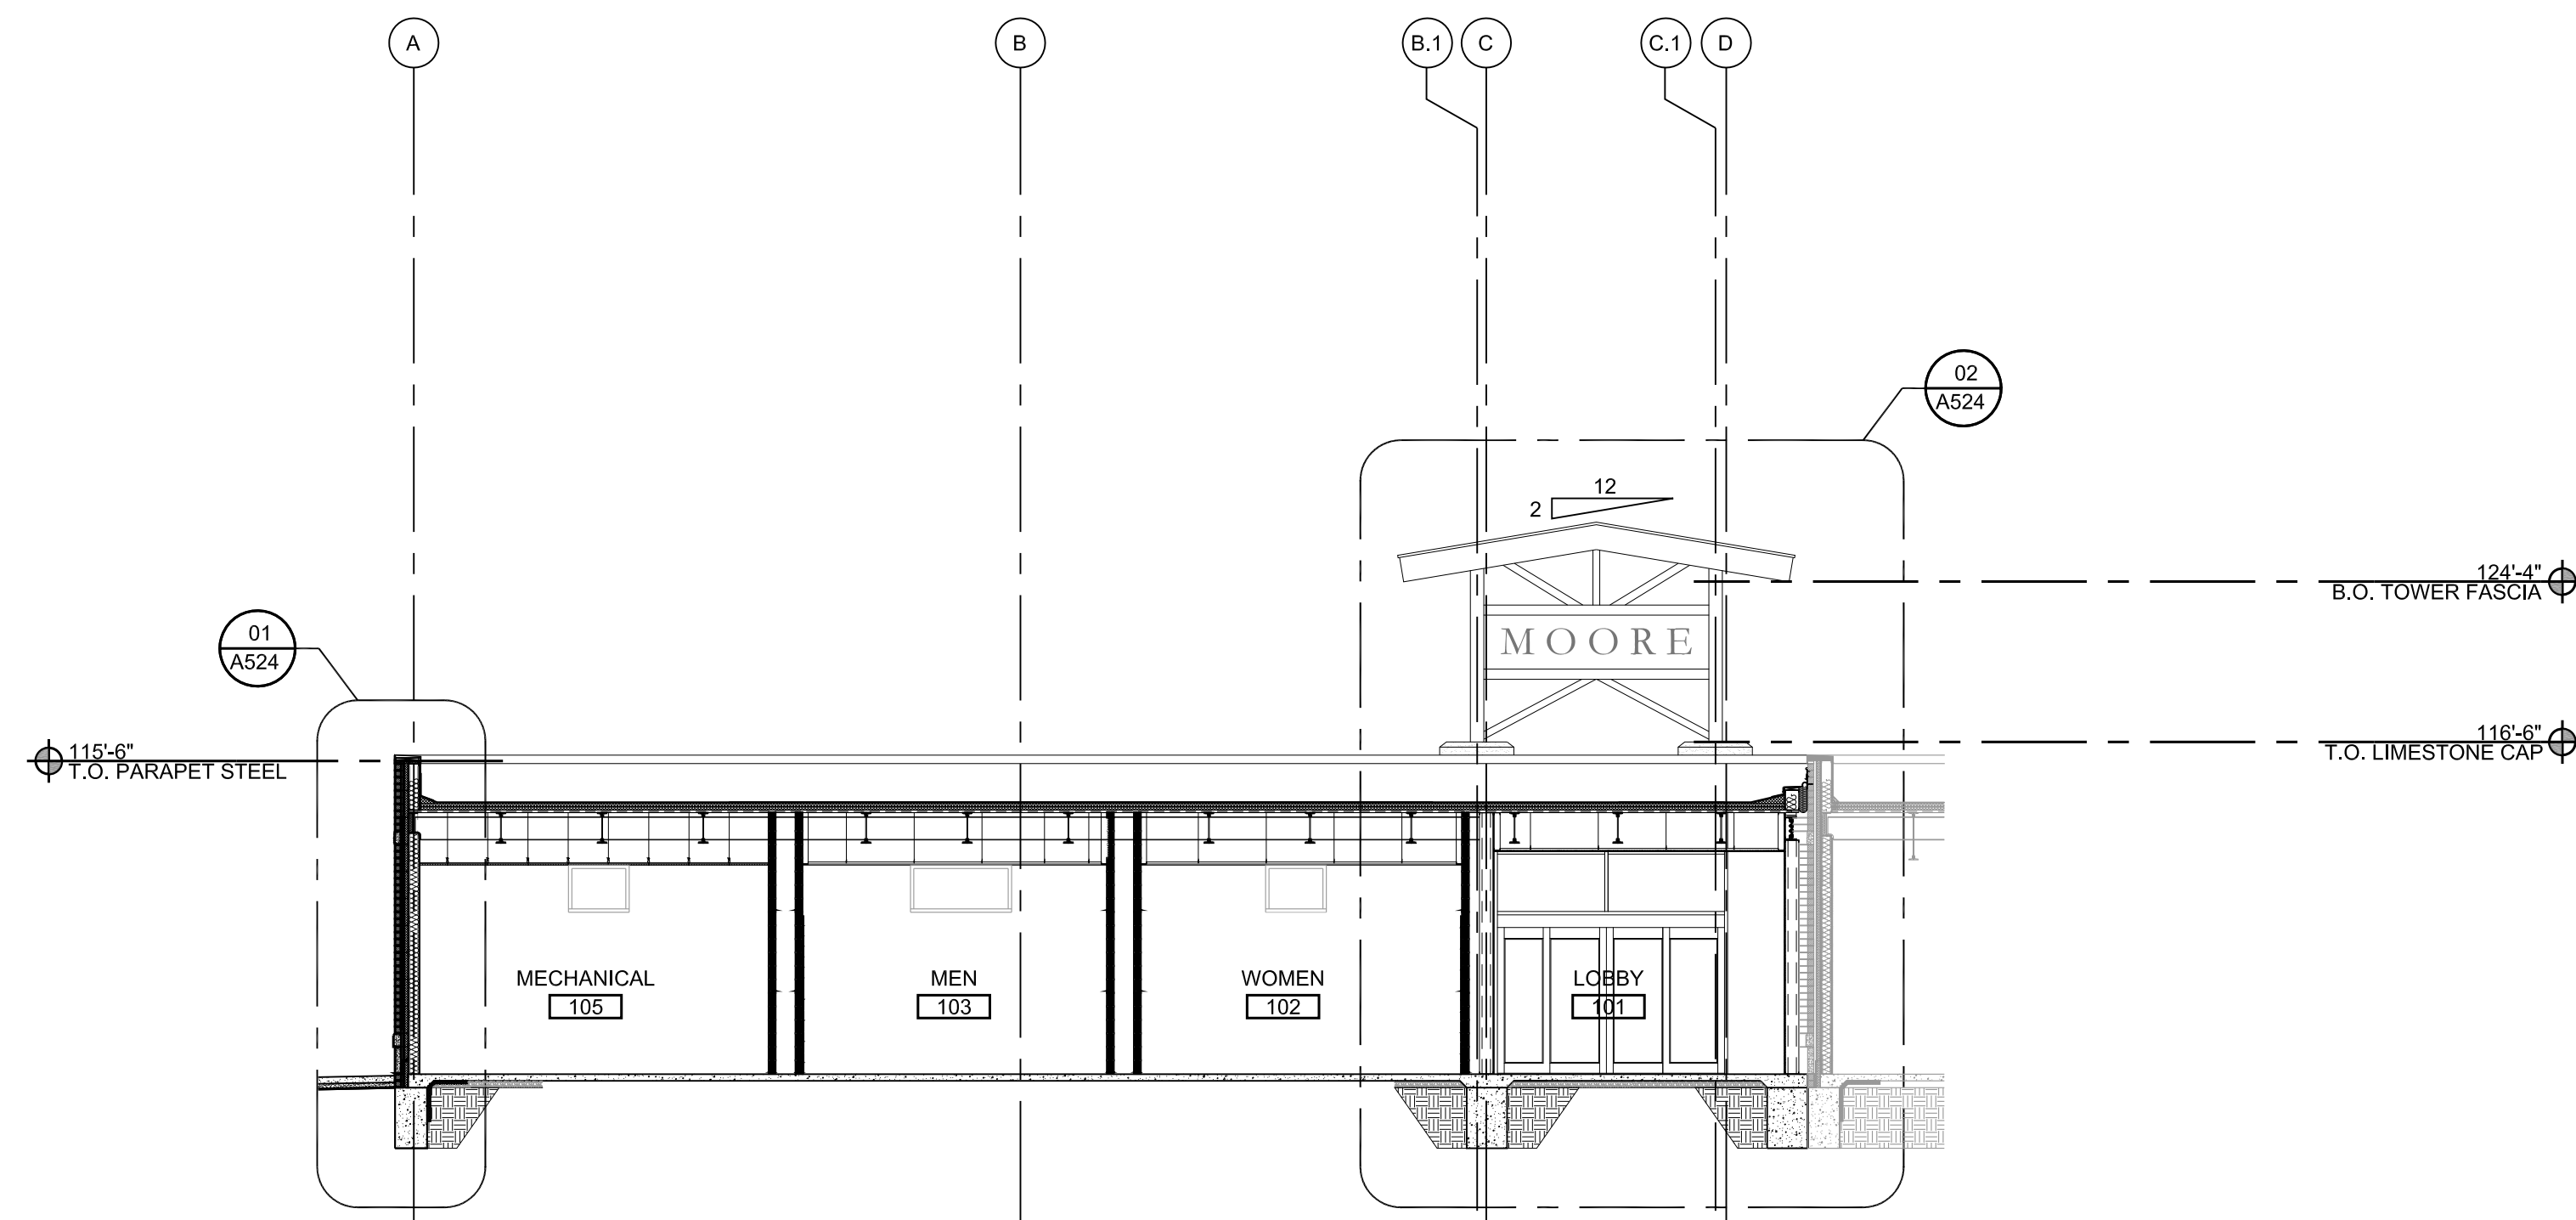 A
B
B.1
C
C.1
D
02
A524
12
2
124'-4"
B.O. TOWER FASCIA
01
A524
MOORE
115'-6"
T.O. PARAPET STEEL
116'-6"
T.O. LIMESTONE CAP
MECHANICAL
105
MEN
103
WOMEN
102
LOBBY
101